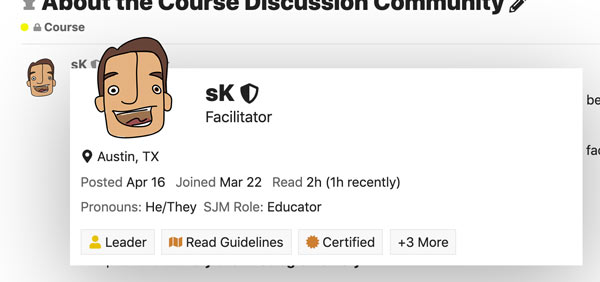 About the Course Discussion Community
Course
sK
sK
Facilitator
Austin, TX
Posted Apr 16 Joined Mar 22 Read 2h (1h recently)
Pronouns: He/They SJM Role: Educator
Leader Read Guidelines Certified +3 More
be